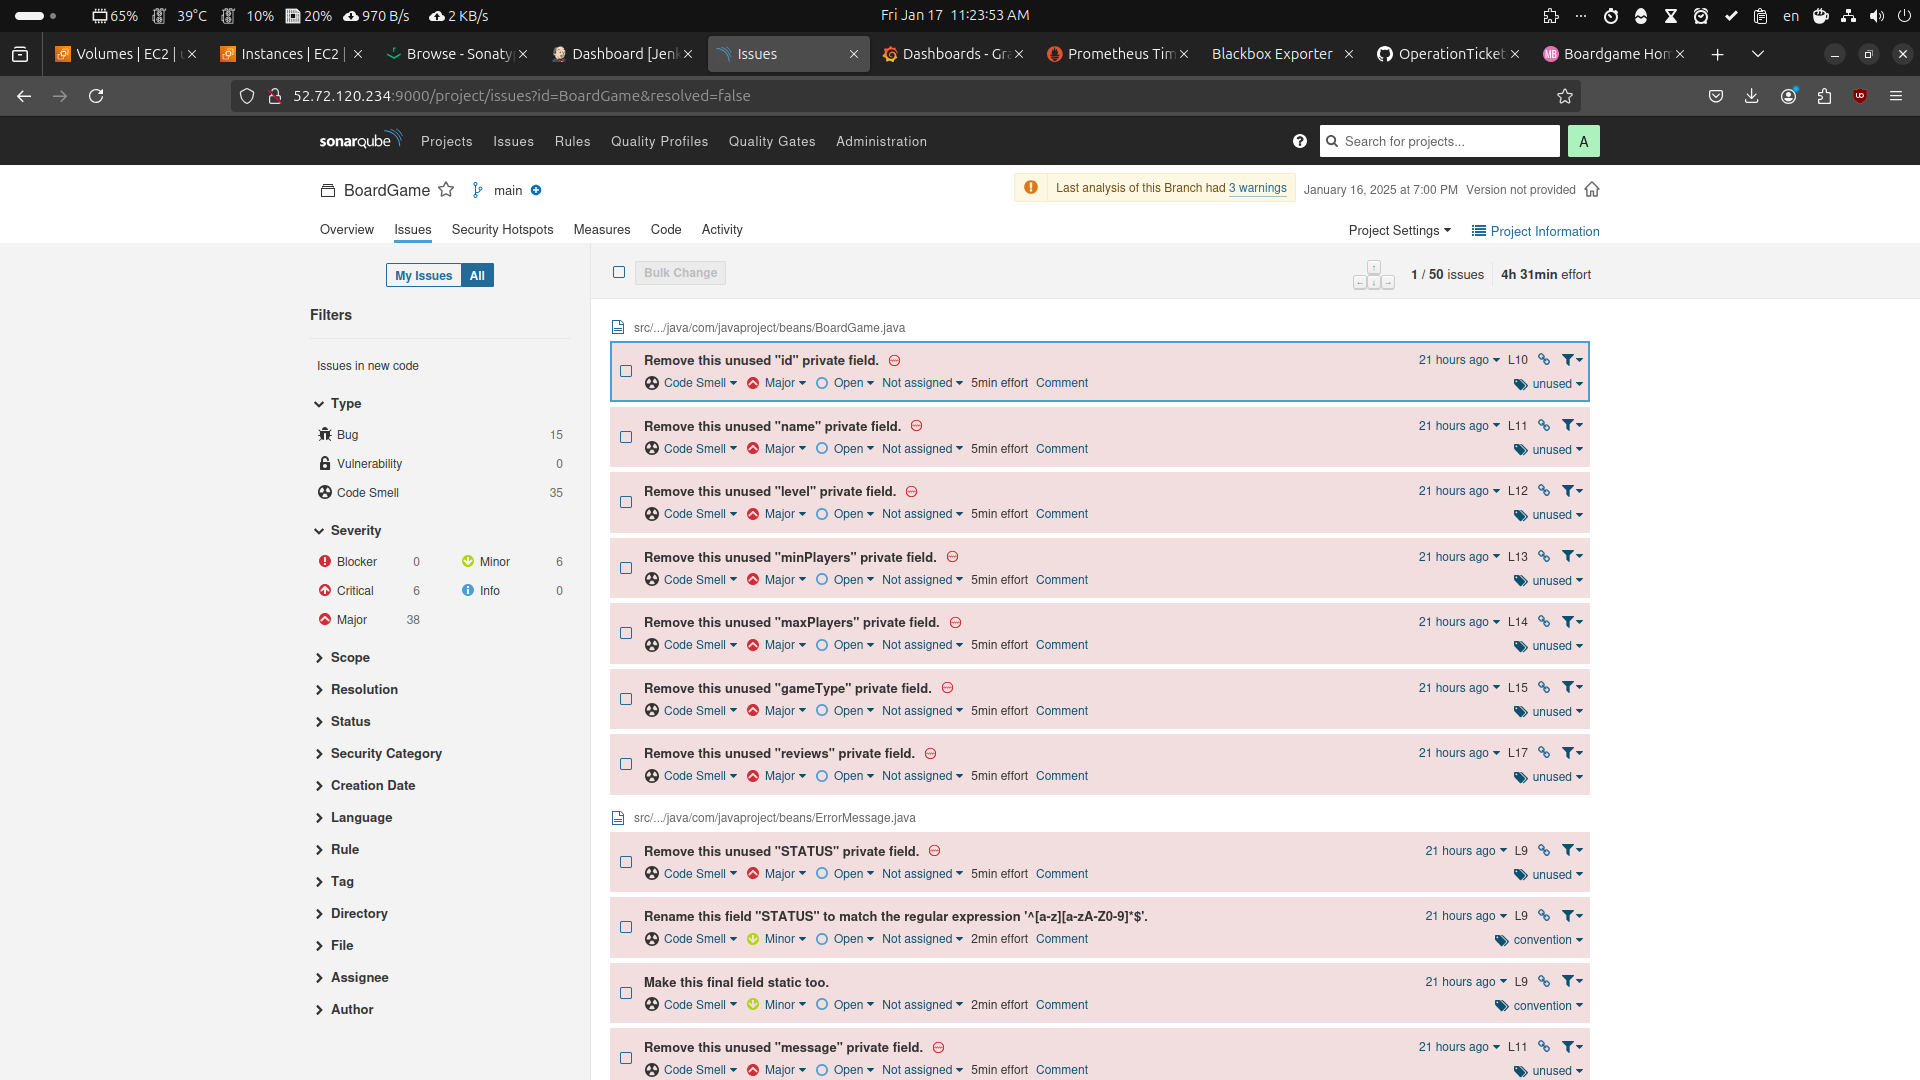 65% 39°C 10% 20% 970 B/s 2 KB/s Fri Jan 17 11:23:53 AM en
Volumes | EC2 | Instances | EC2 | Browse - Sonaty Dashboard [Jenk Issues Dashboards - Gra Prometheus Tim Blackbox Exporter OperationTicket Boardgame Hom
52.72.120.234:9000/project/issues?id=BoardGame&resolved=false
sonarqube Projects Issues Rules Quality Profiles Quality Gates Administration Search for projects... A
BoardGame main Last analysis of this Branch had 3 warnings January 16, 2025 at 7:00 PM Version not provided
Overview Issues Security Hotspots Measures Code Activity Project Settings Project Information
My Issues All
Bulk Change 1 / 50 issues 4h 31min effort
Filters
Issues in new code
Type
Bug 15
Vulnerability 0
Code Smell 35
Severity
Blocker 0 Minor 6
Critical 6 Info 0
Major 38
Scope
Resolution
Status
Security Category
Creation Date
Language
Rule
Tag
Directory
File
Assignee
Author
src/.../java/com/javaproject/beans/BoardGame.java
Remove this unused "id" private field. 21 hours ago L10
Code Smell Major Open Not assigned 5min effort Comment unused
Remove this unused "name" private field. 21 hours ago L11
Code Smell Major Open Not assigned 5min effort Comment unused
Remove this unused "level" private field. 21 hours ago L12
Code Smell Major Open Not assigned 5min effort Comment unused
Remove this unused "minPlayers" private field. 21 hours ago L13
Code Smell Major Open Not assigned 5min effort Comment unused
Remove this unused "maxPlayers" private field. 21 hours ago L14
Code Smell Major Open Not assigned 5min effort Comment unused
Remove this unused "gameType" private field. 21 hours ago L15
Code Smell Major Open Not assigned 5min effort Comment unused
Remove this unused "reviews" private field. 21 hours ago L17
Code Smell Major Open Not assigned 5min effort Comment unused
src/.../java/com/javaproject/beans/ErrorMessage.java
Remove this unused "STATUS" private field. 21 hours ago L9
Code Smell Major Open Not assigned 5min effort Comment unused
Rename this field "STATUS" to match the regular expression '^[a-z][a-zA-Z0-9]*$'. 21 hours ago L9
Code Smell Minor Open Not assigned 2min effort Comment convention
Make this final field static too. 21 hours ago L9
Code Smell Minor Open Not assigned 2min effort Comment convention
Remove this unused "message" private field. 21 hours ago L11
Code Smell Major Open Not assigned 5min effort Comment unused